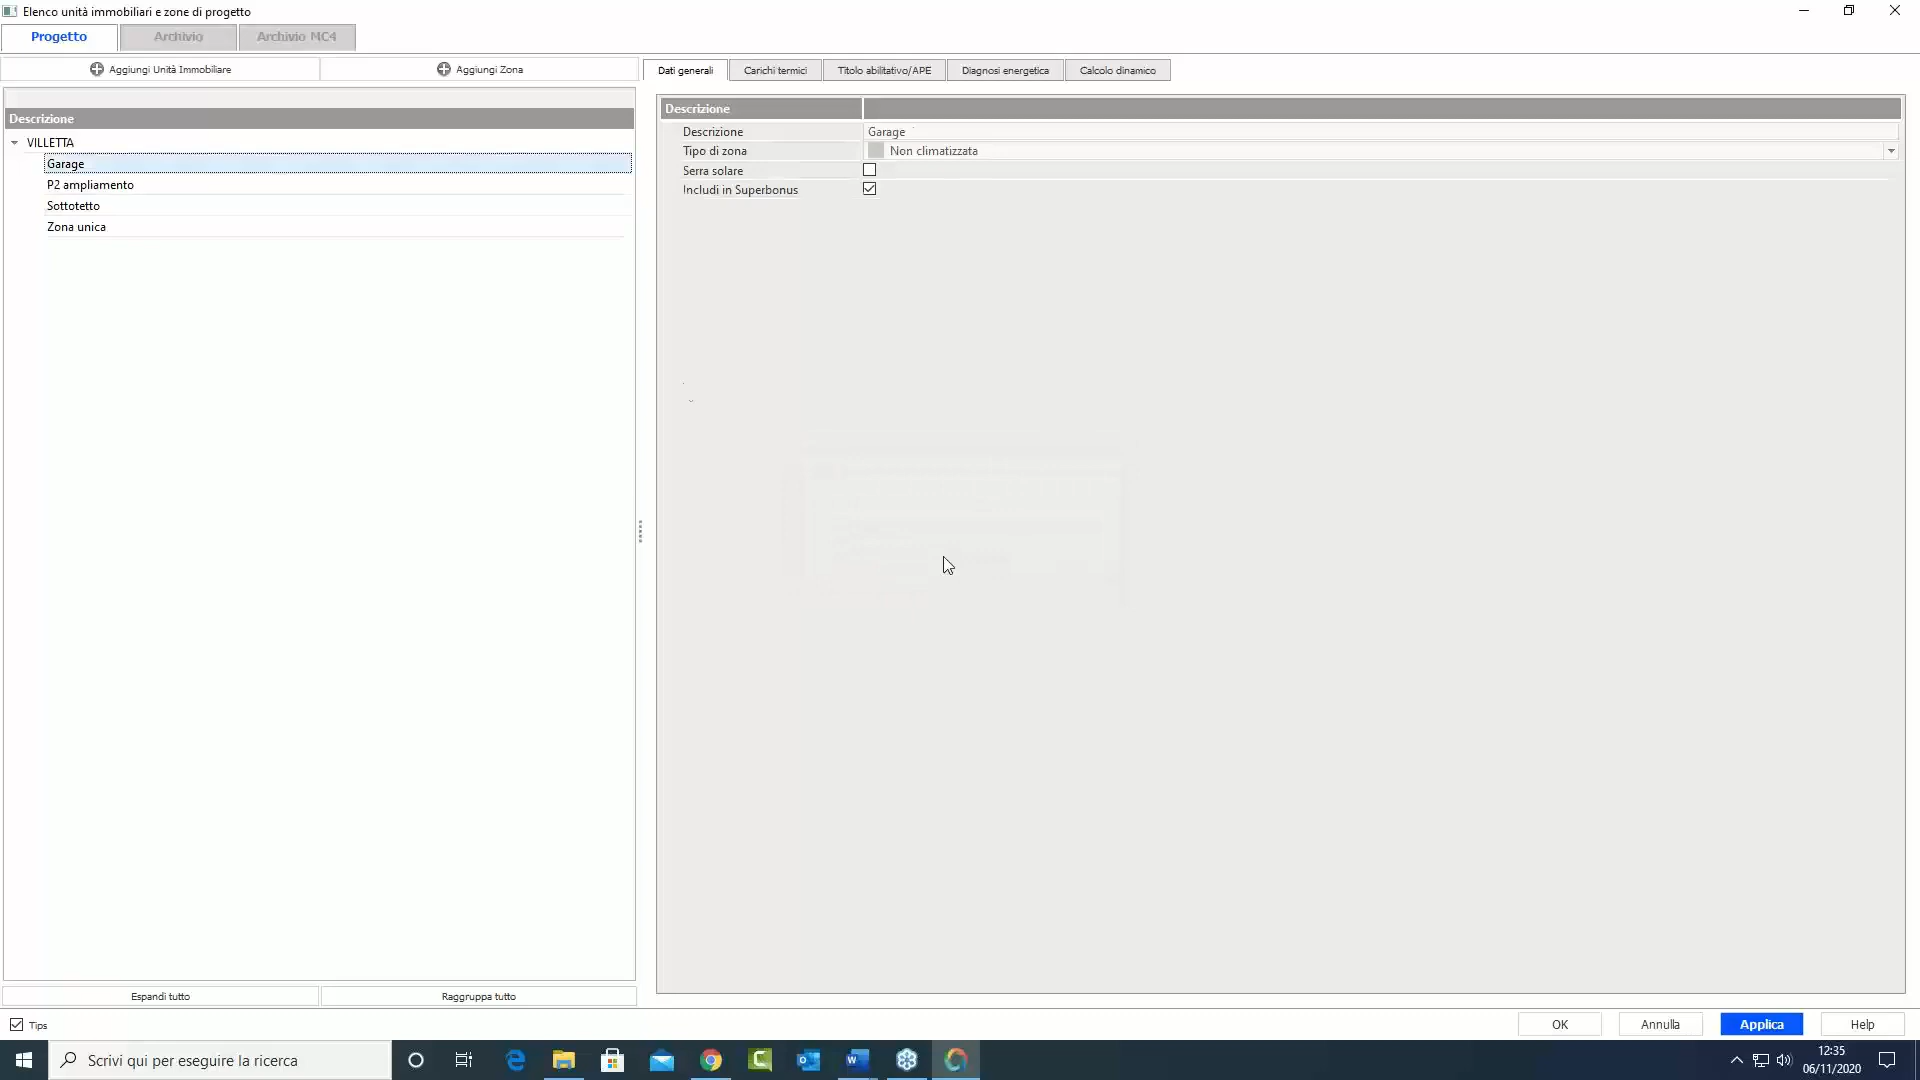 Elenco unità immobiliari e zone di progetto
Progetto
Archivio
Archivio MC4
Aggiungi Unità Immobiliare
Aggiungi Zona
Dati generali
Carichi termici
Titolo abilitativo/APE
Diagnosi energetica
Calcolo dinamico
Descrizione
VILLETTA
Garage
P2 ampliamento
Sottotetto
Zona unica
Descrizione
Descrizione Garage
Tipo di zona Non climatizzata
Serra solare
Includi in Superbonus
Espandi tutto
Raggruppa tutto
Tips
OK
Annulla
Applica
Help
Scrivi qui per eseguire la ricerca
12:35
06/11/2020